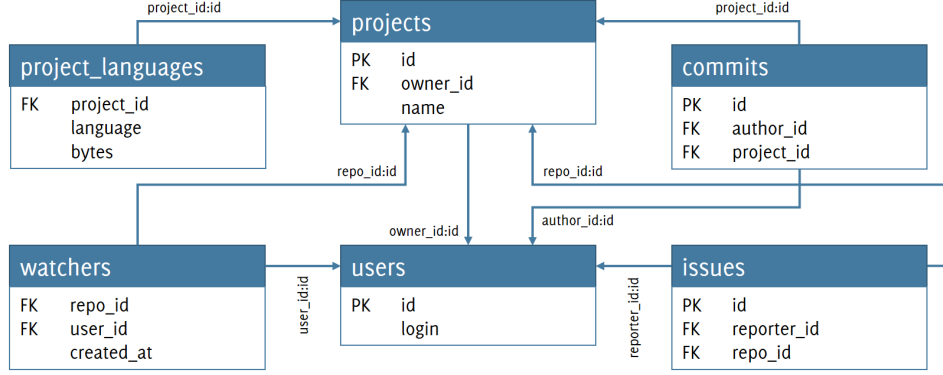 project_id:id
project_id:id
projects
PK id
FK owner_id
name
project_languages
FK project_id
language
bytes
commits
PK id
FK author_id
FK project_id
repo_id:id
repo_id:id
author_id:id
owner_id:id
watchers
FK repo_id
FK user_id
created_at
user_id:id
users
PK id
login
reporter_id:id
issues
PK id
FK reporter_id
FK repo_id